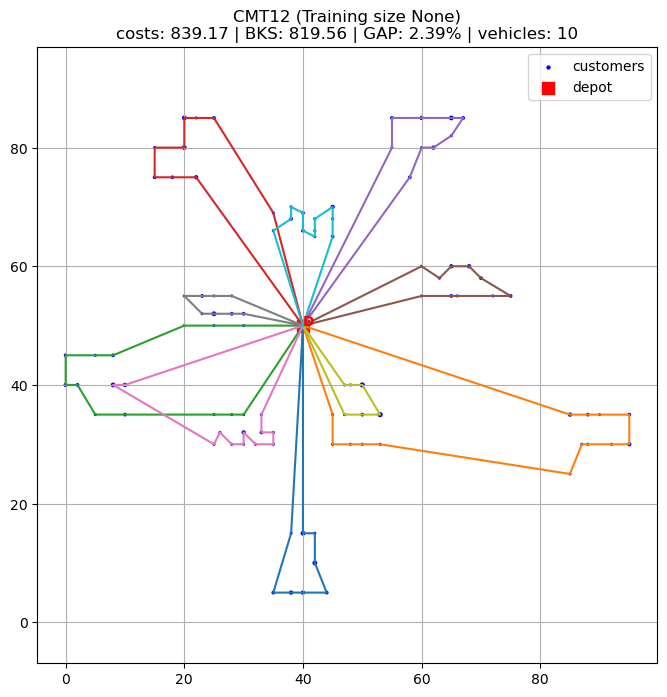 CMT12 (Training size None)
costs: 839.17 | BKS: 819.56 | GAP: 2.39% | vehicles: 10
customers
depot
80
60
40
20
0
0
20
40
60
80